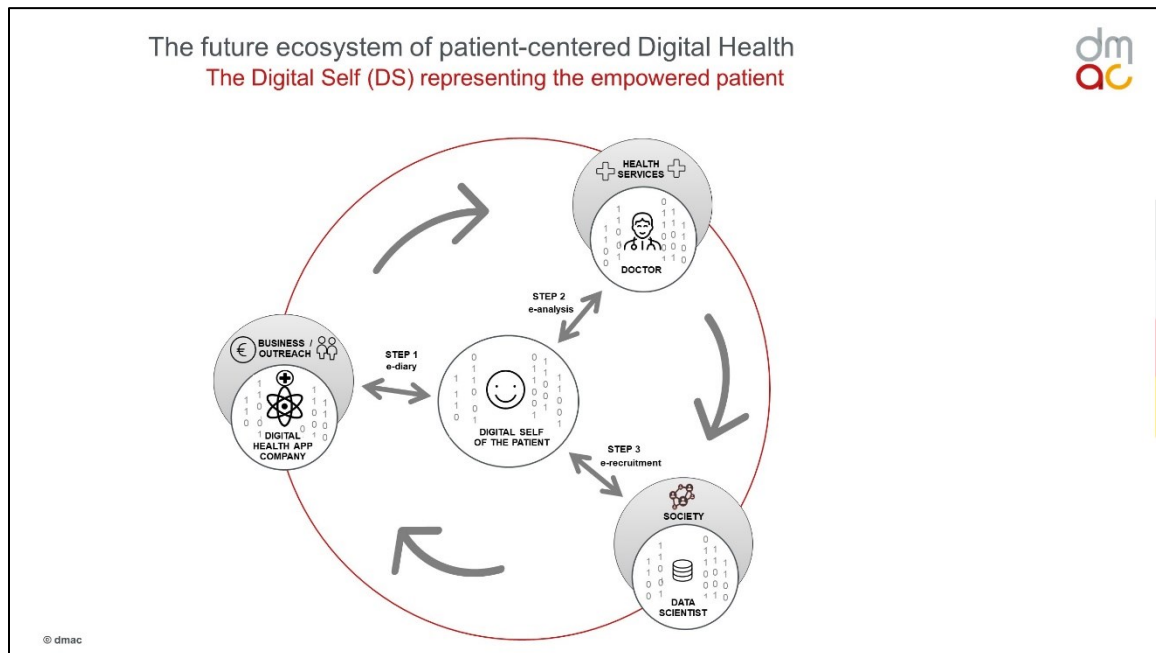 The future ecosystem of patient-centered Digital Health
The Digital Self (DS) representing the empowered patient
dm
ac
HEALTH
SERVICES
DOCTOR
STEP 2
e-analysis
BUSINESS /
OUTREACH
€
STEP 1
e-diary
DIGITAL
HEALTH APP
COMPANY
DIGITAL SELF
OF THE PATIENT
STEP 3
e-recruitment
SOCIETY
DATA
SCIENTIST
© dmac